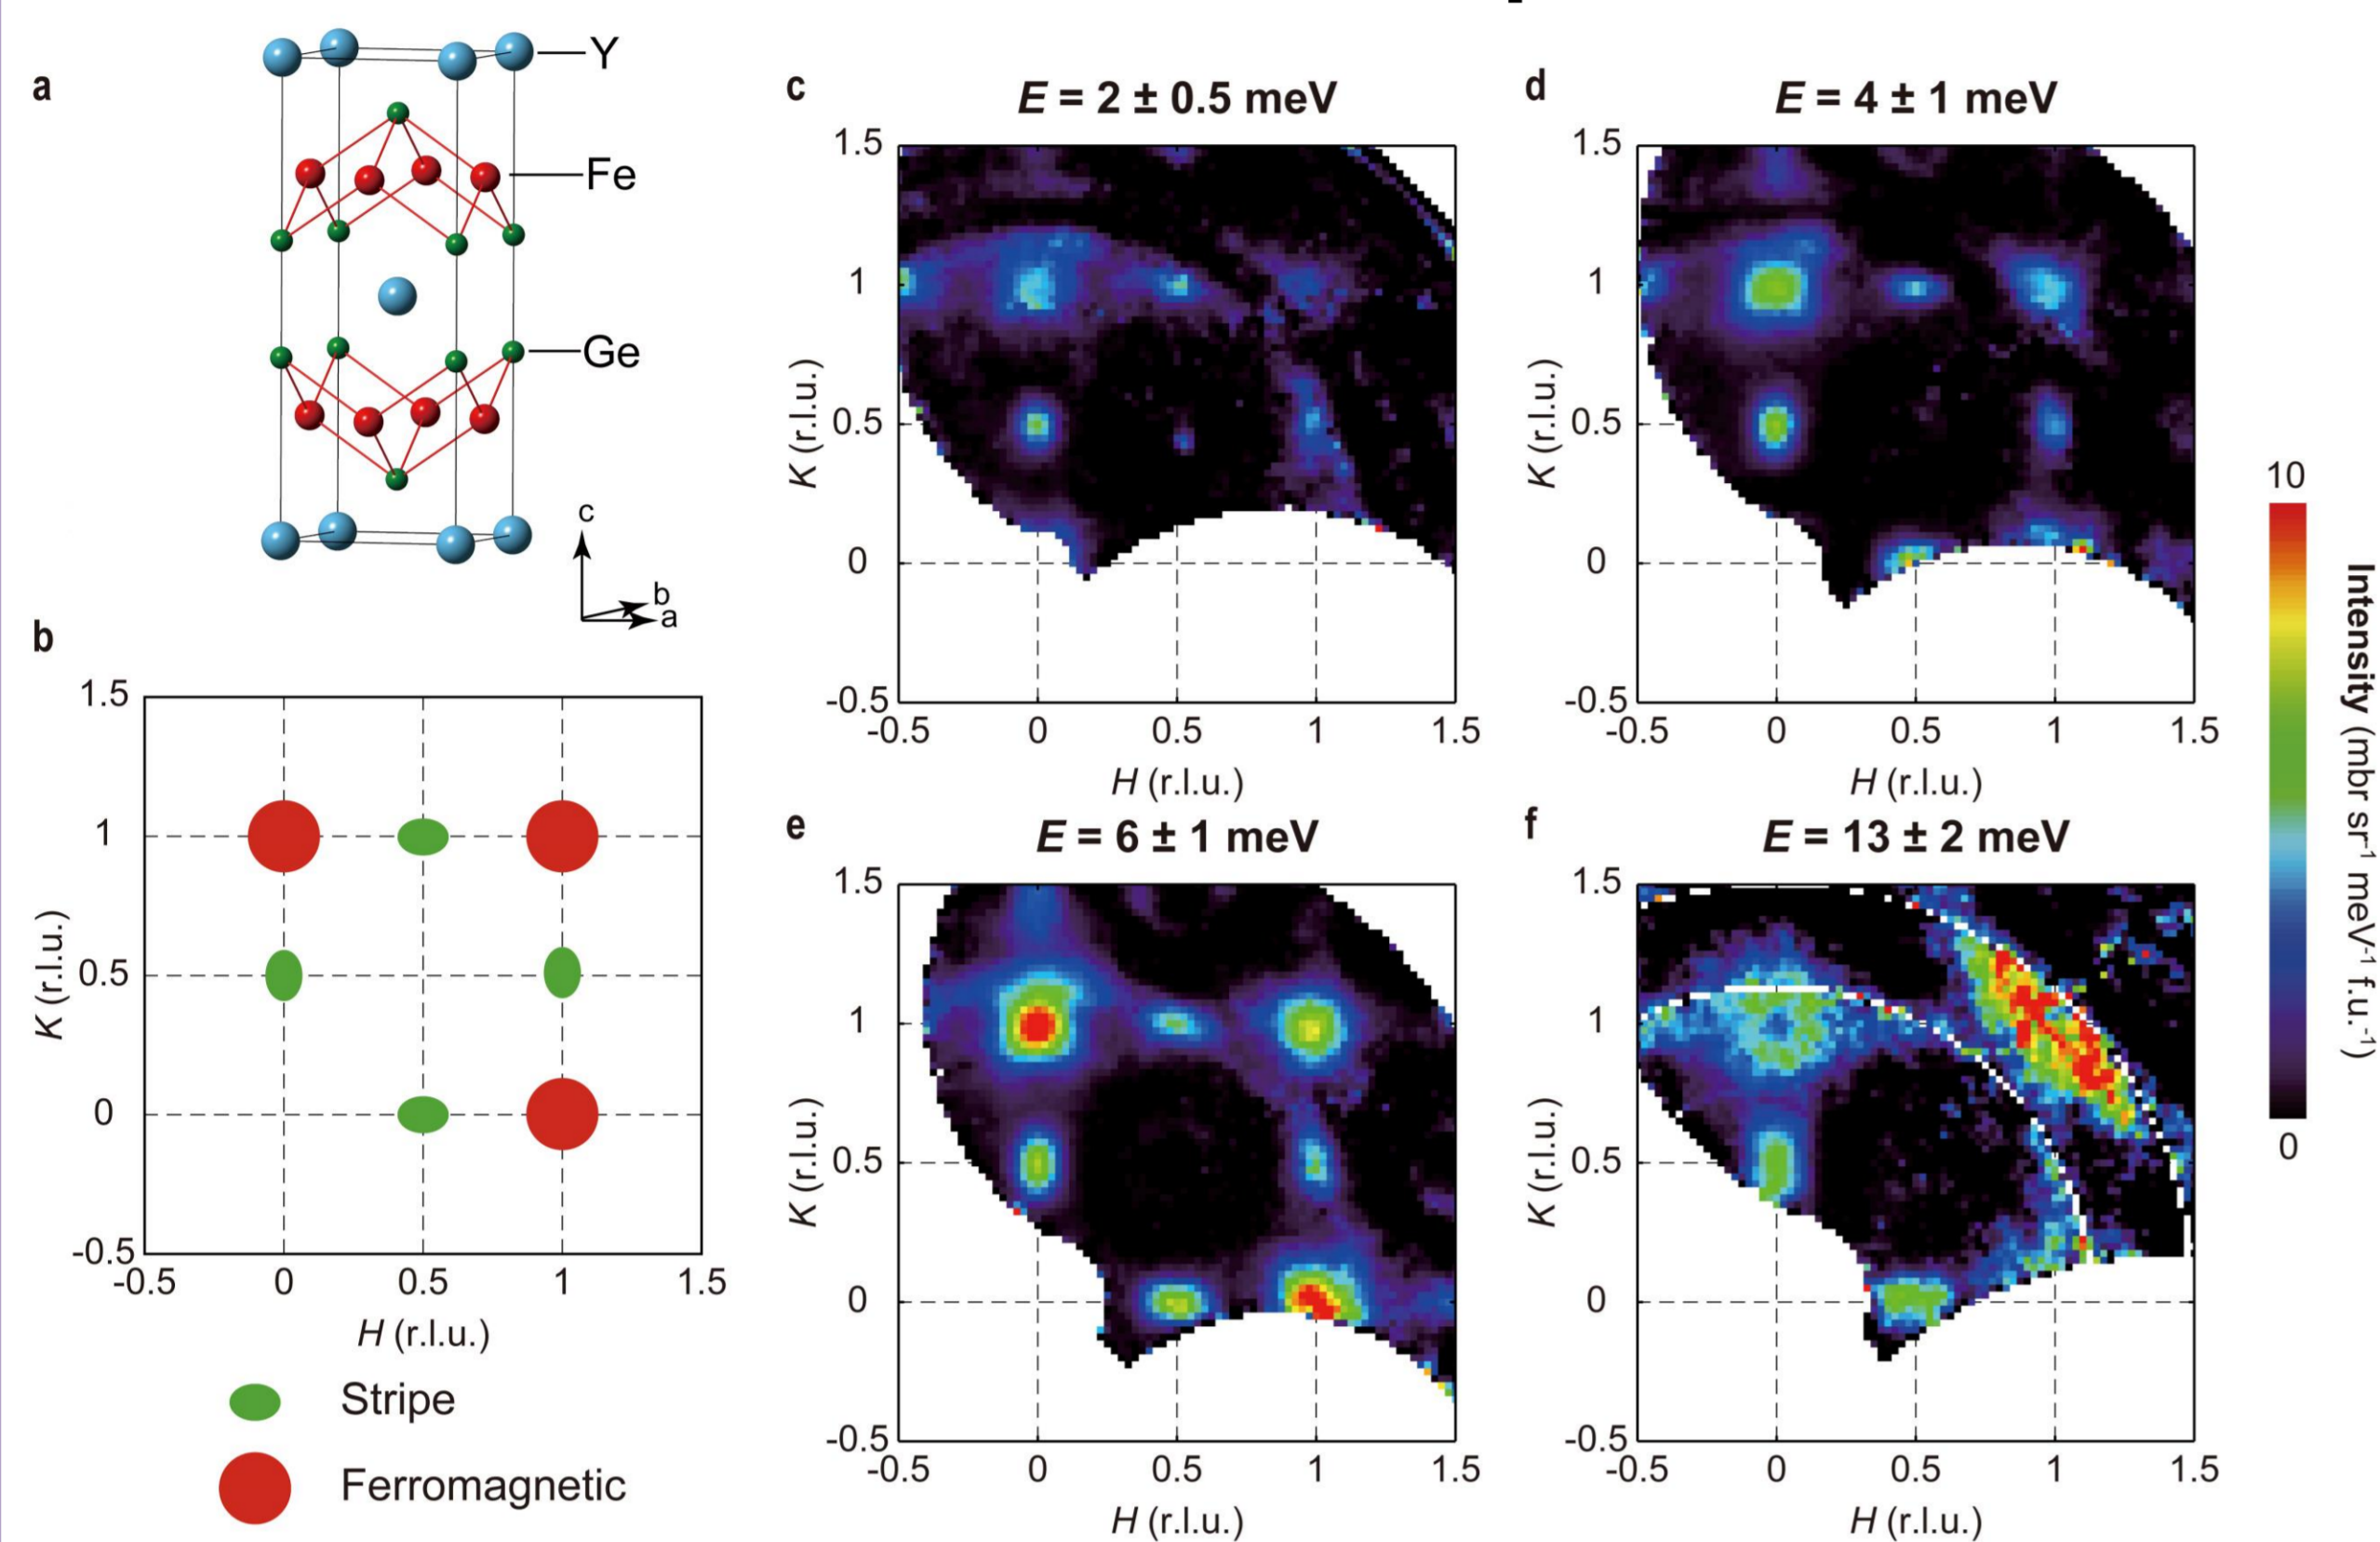 a
Y
Fe
Ge
c
b
a
b
1.5
1
0.5
0
-0.5
-0.5 0 0.5 1 1.5
K (r.l.u.)
H (r.l.u.)
Stripe
Ferromagnetic
c
E = 2 ± 0.5 meV
1.5
1
0.5
0
-0.5
-0.5 0 0.5 1 1.5
K (r.l.u.)
H (r.l.u.)
d
E = 4 ± 1 meV
1.5
1
0.5
0
-0.5
-0.5 0 0.5 1 1.5
K (r.l.u.)
H (r.l.u.)
e
E = 6 ± 1 meV
1.5
1
0.5
0
-0.5
-0.5 0 0.5 1 1.5
K (r.l.u.)
H (r.l.u.)
f
E = 13 ± 2 meV
1.5
1
0.5
0
-0.5
-0.5 0 0.5 1 1.5
K (r.l.u.)
H (r.l.u.)
10
0
Intensity (mbr sr⁻¹ meV⁻¹ f.u.⁻¹)